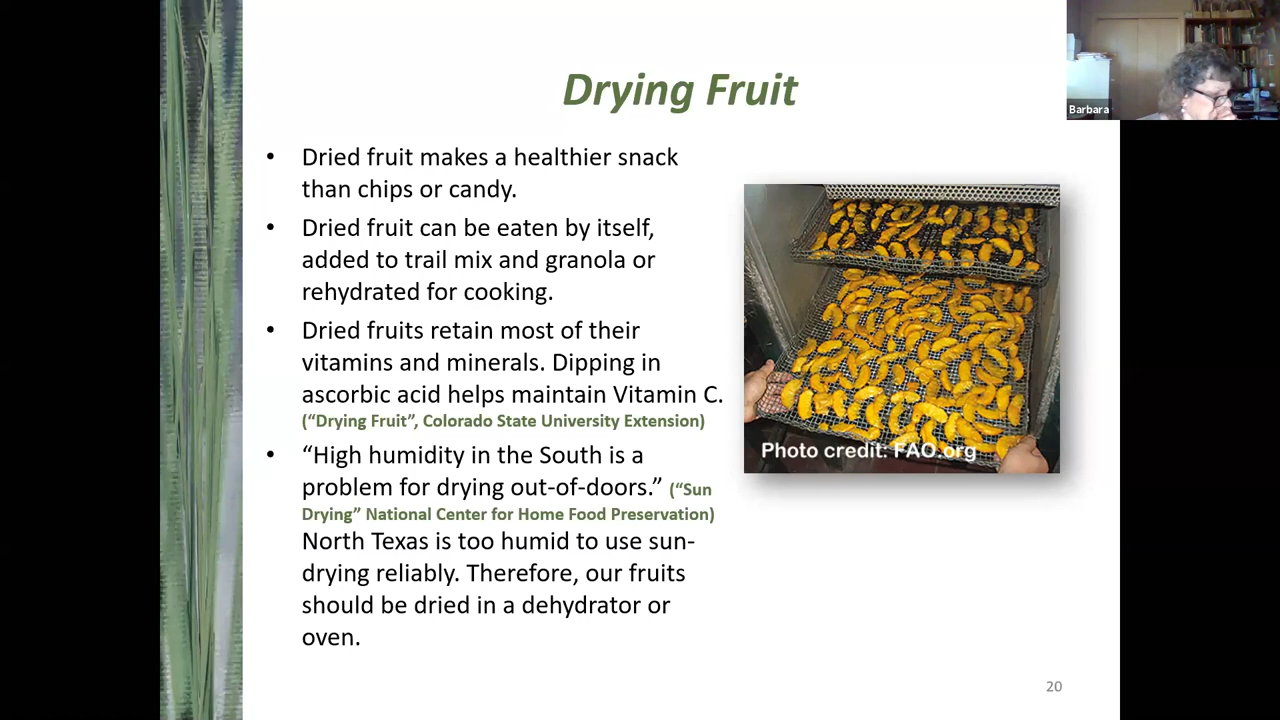 Drying Fruit
Barbara
• Dried fruit makes a healthier snack
than chips or candy.
• Dried fruit can be eaten by itself,
added to trail mix and granola or
rehydrated for cooking.
• Dried fruits retain most of their
vitamins and minerals. Dipping in
ascorbic acid helps maintain Vitamin C.
(“Drying Fruit”, Colorado State University Extension)
• “High humidity in the South is a
problem for drying out-of-doors.” (“Sun
Drying” National Center for Home Food Preservation)
North Texas is too humid to use sun-
drying reliably. Therefore, our fruits
should be dried in a dehydrator or
oven.
Photo credit: FAO.org
20